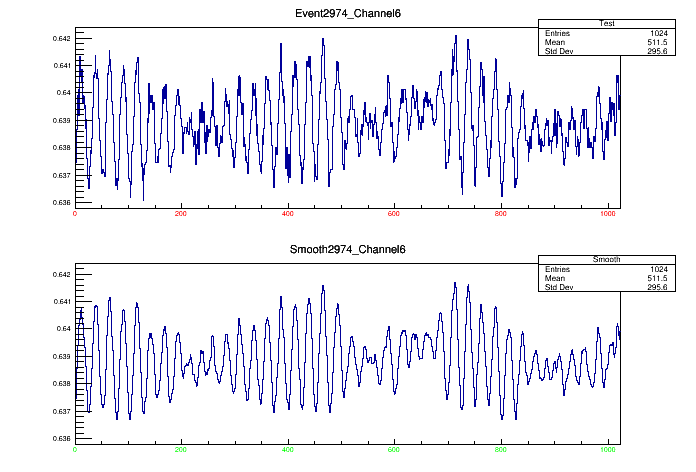 Event2974_Channel6
Test
Entries 1024
Mean 511.5
Std Dev 295.6
0.642
0.641
0.64
0.639
0.638
0.637
0.636
0 200 400 600 800 1000
Smooth2974_Channel6
Smooth
Entries 1024
Mean 511.5
Std Dev 295.6
0.642
0.641
0.64
0.639
0.638
0.637
0.636
0 200 400 600 800 1000